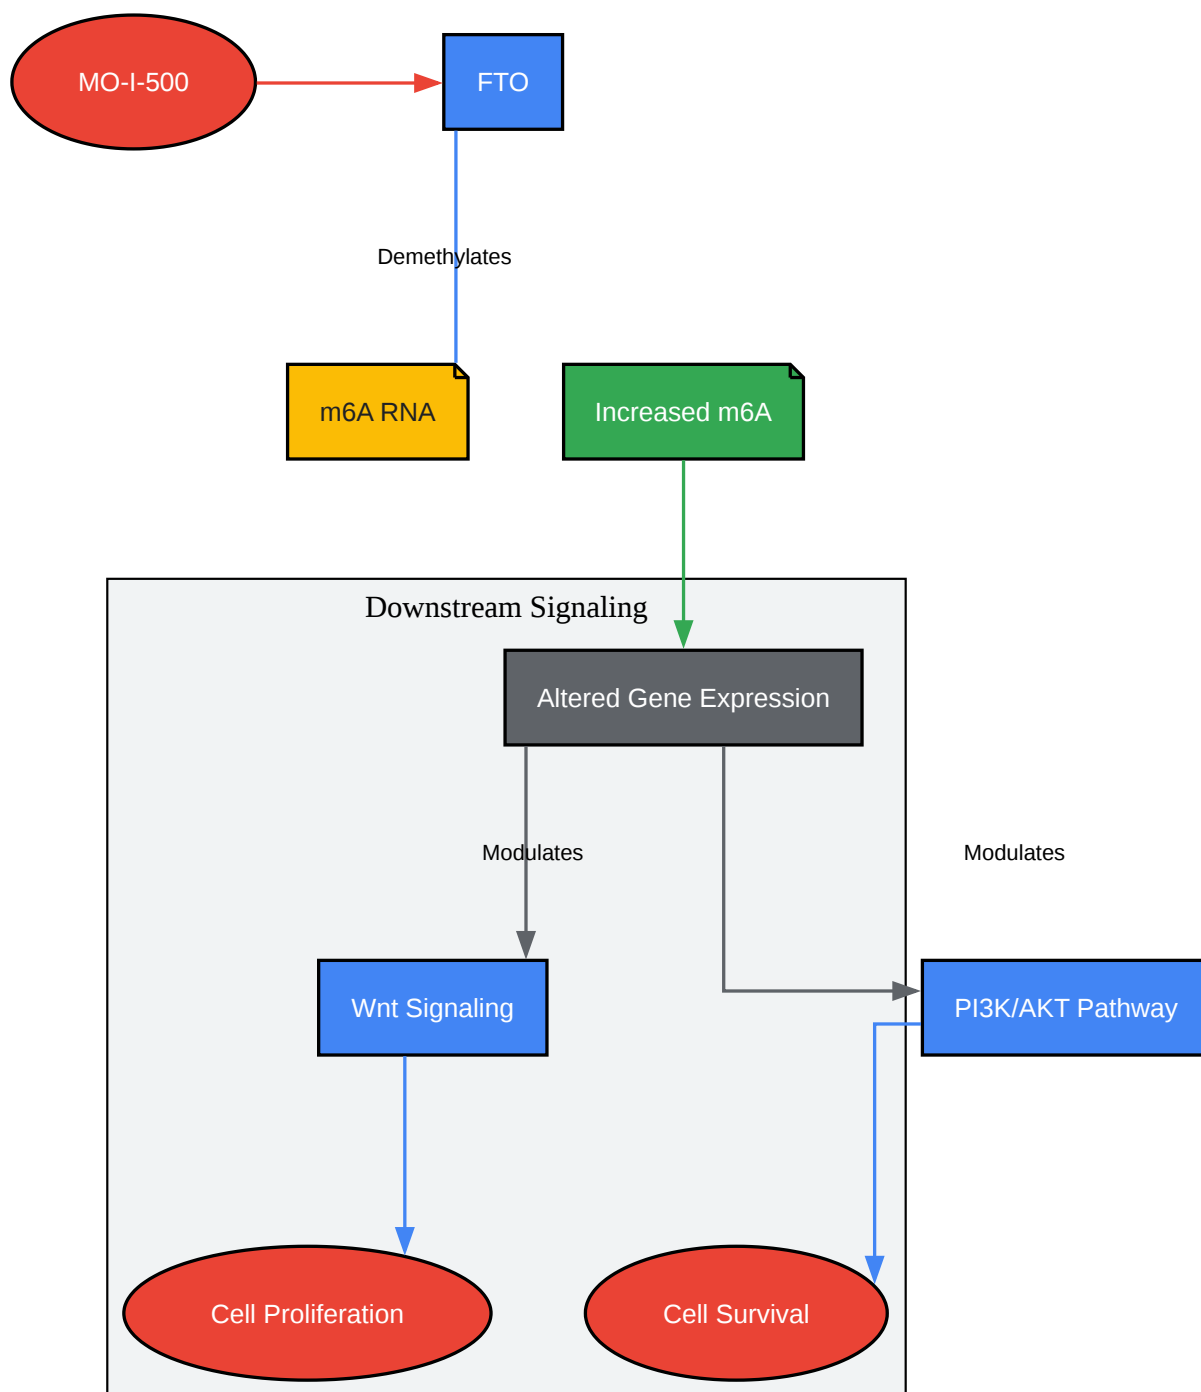 MO-I-500
FTO
Demethylates
m6A RNA
Increased m6A
Downstream Signaling
Altered Gene Expression
Modulates
Modulates
Wnt Signaling
PI3K/AKT Pathway
Cell Proliferation
Cell Survival